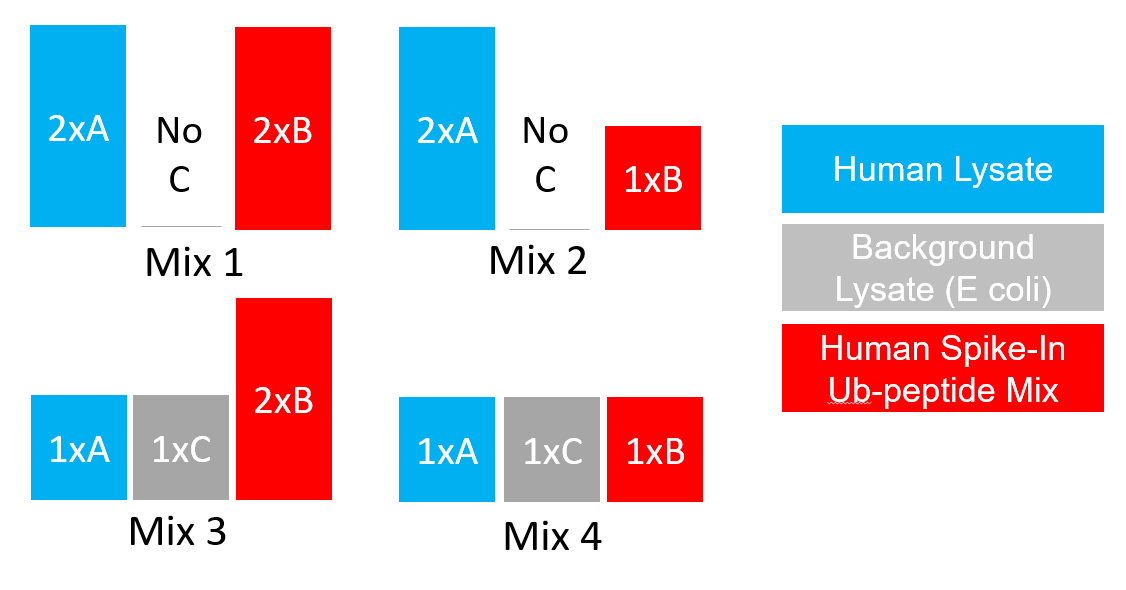 2xA
No
C
2xB
Mix 1
2xA
No
C
1xB
Mix 2
1xA
1xC
2xB
Mix 3
1xA
1xC
1xB
Mix 4
Human Lysate
Background
Lysate (E coli)
Human Spike-In
Ub-peptide Mix